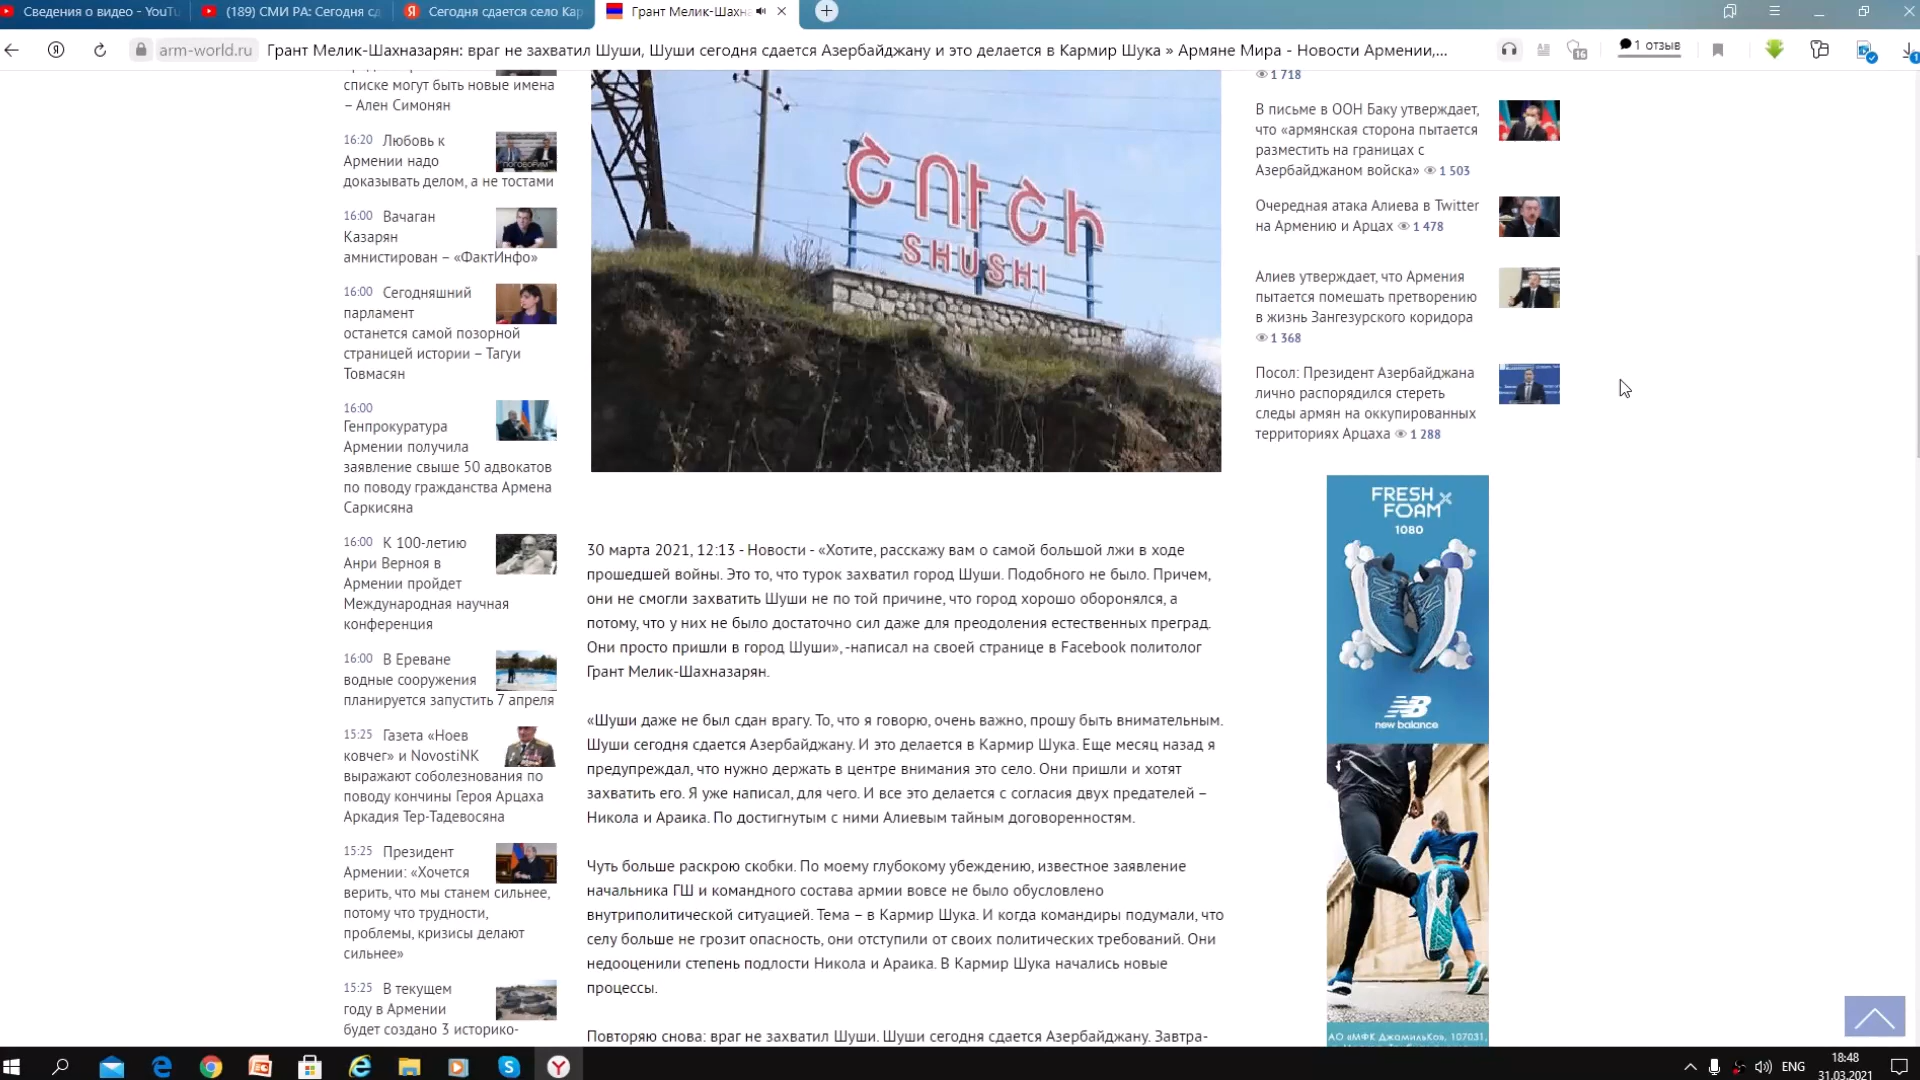 Сведения о видео - YouTu
(189) СМИ РА: Сегодня сд
Сегодня сдается село Кар
Грант Мелик-Шахна
arm-world.ru
Грант Мелик-Шахназарян: враг не захватил Шуши, Шуши сегодня сдается Азербайджану и это делается в Кармир Шука » Армяне Мира - Новости Армении,...
16
1 отзыв
1
списке могут быть новые имена
– Ален Симонян
16:20 Любовь к
Армении надо
доказывать делом, а не тостами
16:00 Вачаган
Казарян
амнистирован – «ФактИнфо»
16:00 Сегодняшний
парламент
останется самой позорной
страницей истории – Тагуи
Товмасян
16:00
Генпрокуратура
Армении получила
заявление свыше 50 адвокатов
по поводу гражданства Армена
Саркисяна
16:00 К 100-летию
Анри Верноя в
Армении пройдет
Международная научная
конференция
16:00 В Ереване
водные сооружения
планируется запустить 7 апреля
15:25 Газета «Ноев
ковчег» и NovostiNK
выражают соболезнования по
поводу кончины Героя Арцаха
Аркадия Тер-Тадевосяна
15:25 Президент
Армении: «Хочется
верить, что мы станем сильнее,
потому что трудности,
проблемы, кризисы делают
сильнее»
15:25 В текущем
году в Армении
будет создано 3 историко-
ПОГОВОРИМ
Շուշի
SHUSHI
30 марта 2021, 12:13 - Новости - «Хотите, расскажу вам о самой большой лжи в ходе
прошедшей войны. Это то, что турок захватил город Шуши. Подобного не было. Причем,
они не смогли захватить Шуши не по той причине, что город хорошо оборонялся, а
потому, что у них не было достаточно сил даже для преодоления естественных преград.
Они просто пришли в город Шуши», -написал на своей странице в Facebook политолог
Грант Мелик-Шахназарян.
«Шуши даже не был сдан врагу. То, что я говорю, очень важно, прошу быть внимательным.
Шуши сегодня сдается Азербайджану. И это делается в Кармир Шука. Еще месяц назад я
предупреждал, что нужно держать в центре внимания это село. Они пришли и хотят
захватить его. Я уже написал, для чего. И все это делается с согласия двух предателей –
Никола и Араика. По достигнутым с ними Алиевым тайным договоренностям.
Чуть больше раскрою скобки. По моему глубокому убеждению, известное заявление
начальника ГШ и командного состава армии вовсе не было обусловлено
внутриполитической ситуацией. Тема – в Кармир Шука. И когда командиры подумали, что
селу больше не грозит опасность, они отступили от своих политических требований. Они
недооценили степень подлости Никола и Араика. В Кармир Шука начались новые
процессы.
Повторяю снова: враг не захватил Шуши. Шуши сегодня сдается Азербайджану. Завтра-
1 718
В письме в ООН Баку утверждает,
что «армянская сторона пытается
разместить на границах с
Азербайджаном войска» 1 503
Очередная атака Алиева в Twitter
на Армению и Арцах 1 478
Алиев утверждает, что Армения
пытается помешать претворению
в жизнь Зангезурского коридора
1 368
Посол: Президент Азербайджана
лично распорядился стереть
следы армян на оккупированных
территориях Арцаха 1 288
FRESH
FOAM X
1080
new balance
АО «МФК ДжамильКо», 107031,
ENG
18:48
31.03.2021